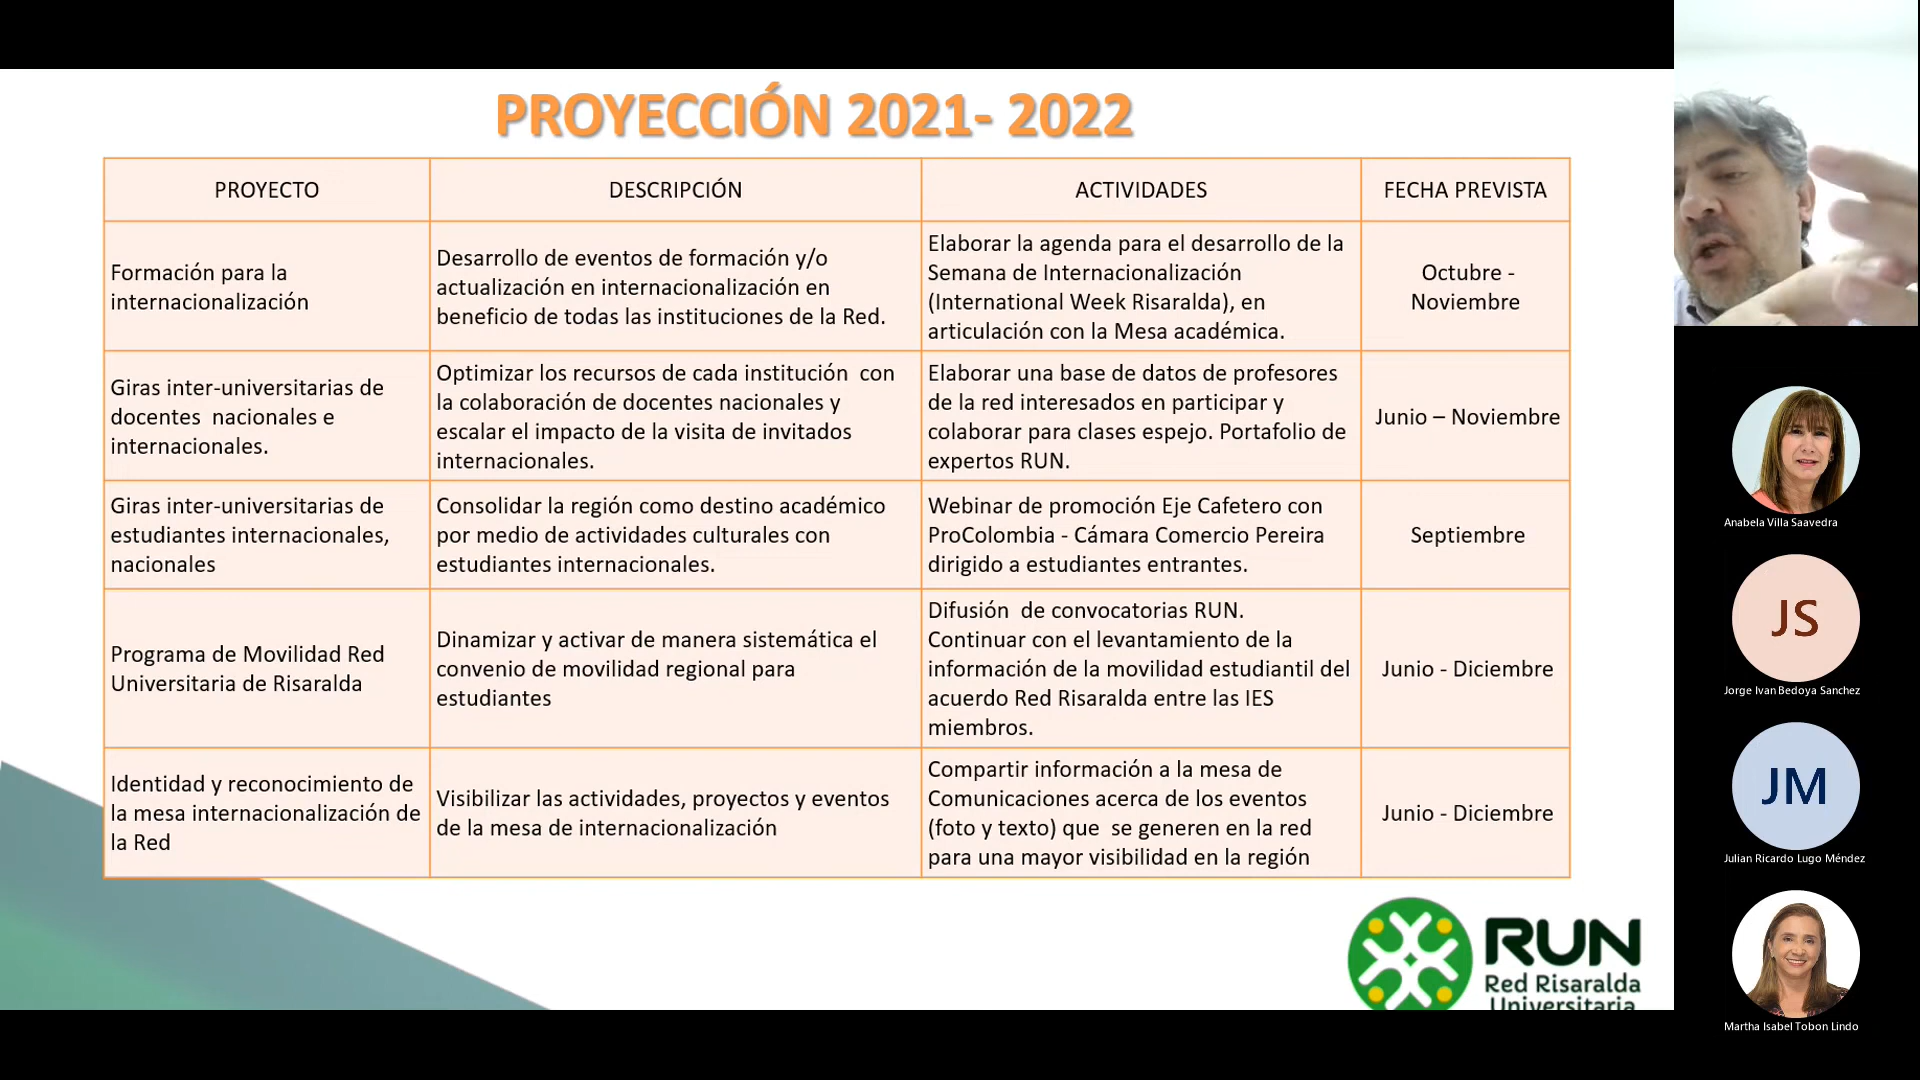 PROYECCIÓN 2021- 2022
PROYECTO
DESCRIPCIÓN
ACTIVIDADES
FECHA PREVISTA
Formación para la
internacionalización
Desarrollo de eventos de formación y/o
actualización en internacionalización en
beneficio de todas las instituciones de la Red.
Elaborar la agenda para el desarrollo de la
Semana de Internacionalización
(International Week Risaralda), en
articulación con la Mesa académica.
Octubre -
Noviembre
Giras inter-universitarias de
docentes  nacionales e
internacionales.
Optimizar los recursos de cada institución  con
la colaboración de docentes nacionales y
escalar el impacto de la visita de invitados
internacionales.
Elaborar una base de datos de profesores
de la red interesados en participar y
colaborar para clases espejo. Portafolio de
expertos RUN.
Junio – Noviembre
Giras inter-universitarias de
estudiantes internacionales,
nacionales
Consolidar la región como destino académico
por medio de actividades culturales con
estudiantes internacionales.
Webinar de promoción Eje Cafetero con
ProColombia - Cámara Comercio Pereira
dirigido a estudiantes entrantes.
Septiembre
Programa de Movilidad Red
Universitaria de Risaralda
Dinamizar y activar de manera sistemática el
convenio de movilidad regional para
estudiantes
Difusión  de convocatorias RUN.
Continuar con el levantamiento de la
información de la movilidad estudiantil del
acuerdo Red Risaralda entre las IES
miembros.
Junio - Diciembre
Identidad y reconocimiento de
la mesa internacionalización de
la Red
Visibilizar las actividades, proyectos y eventos
de la mesa de internacionalización
Compartir información a la mesa de
Comunicaciones acerca de los eventos
(foto y texto) que  se generen en la red
para una mayor visibilidad en la región
Junio - Diciembre
RUN
Red Risaralda
Universitaria
Anabela Villa Saavedra
JS
Jorge Ivan Bedoya Sanchez
JM
Julian Ricardo Lugo Méndez
Martha Isabel Tobon Lindo